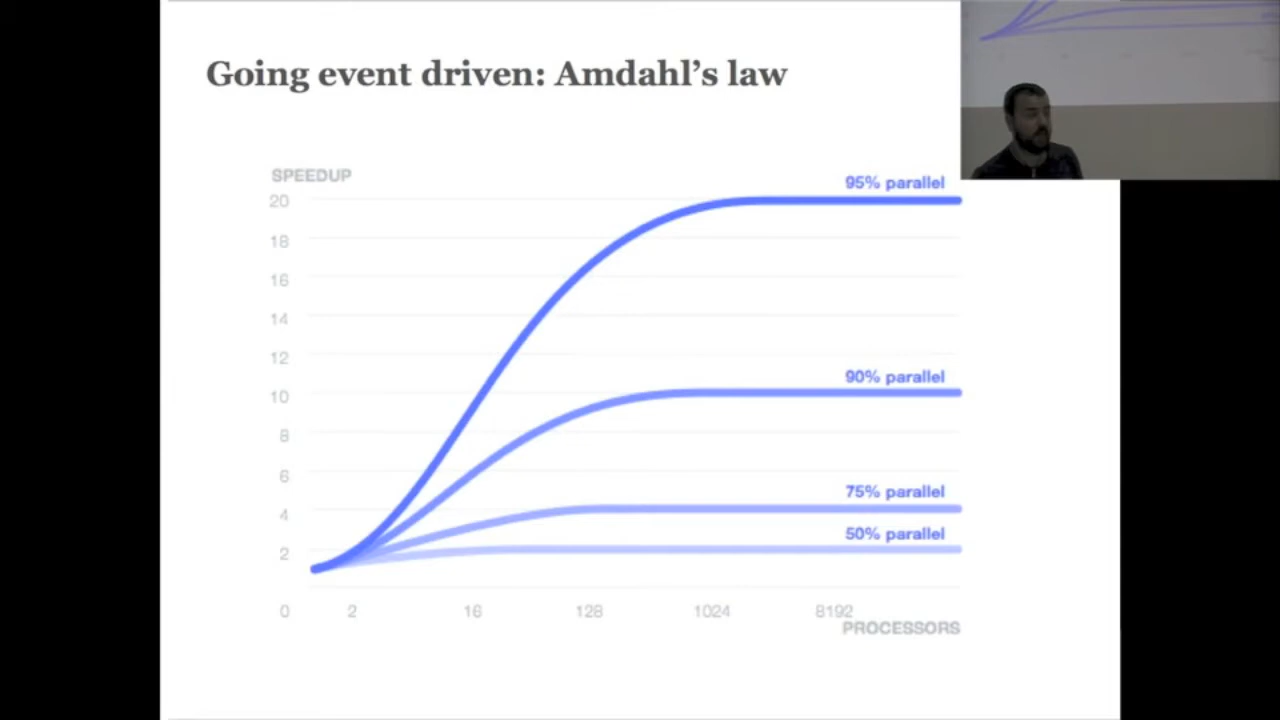 Going event driven: Amdahl's law
SPEEDUP
20
18
16
14
12
10
8
6
4
2
95% parallel
90% parallel
75% parallel
50% parallel
0 2 16 128 1024 8192
PROCESSORS